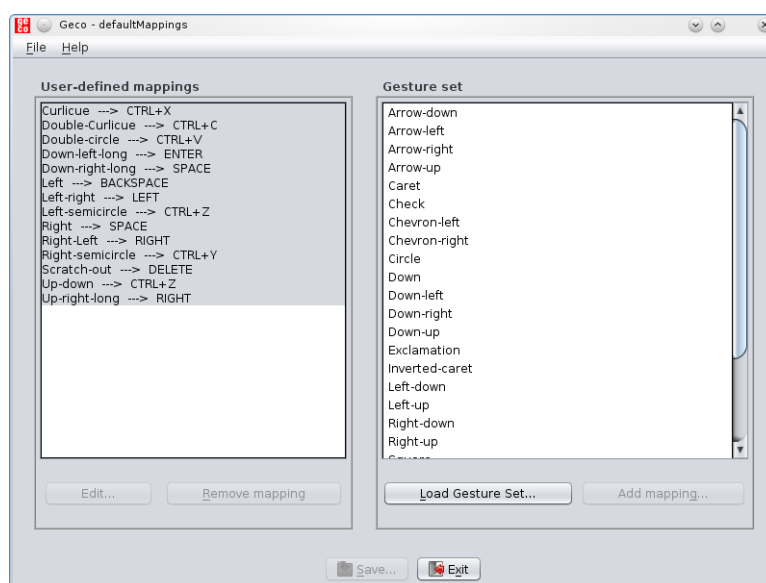 ge
co
Geco - defaultMappings
File Help
User-defined mappings
Curlicue ---> CTRL+X
Double-Curlicue ---> CTRL+C
Double-circle ---> CTRL+V
Down-left-long ---> ENTER
Down-right-long ---> SPACE
Left ---> BACKSPACE
Left-right ---> LEFT
Left-semicircle ---> CTRL+Z
Right ---> SPACE
Right-Left ---> RIGHT
Right-semicircle ---> CTRL+Y
Scratch-out ---> DELETE
Up-down ---> CTRL+Z
Up-right-long ---> RIGHT
Edit... Remove mapping
Gesture set
Arrow-down
Arrow-left
Arrow-right
Arrow-up
Caret
Check
Chevron-left
Chevron-right
Circle
Down
Down-left
Down-right
Down-up
Exclamation
Inverted-caret
Left-down
Left-up
Right-down
Right-up
Square
Load Gesture Set... Add mapping...
Save... Exit